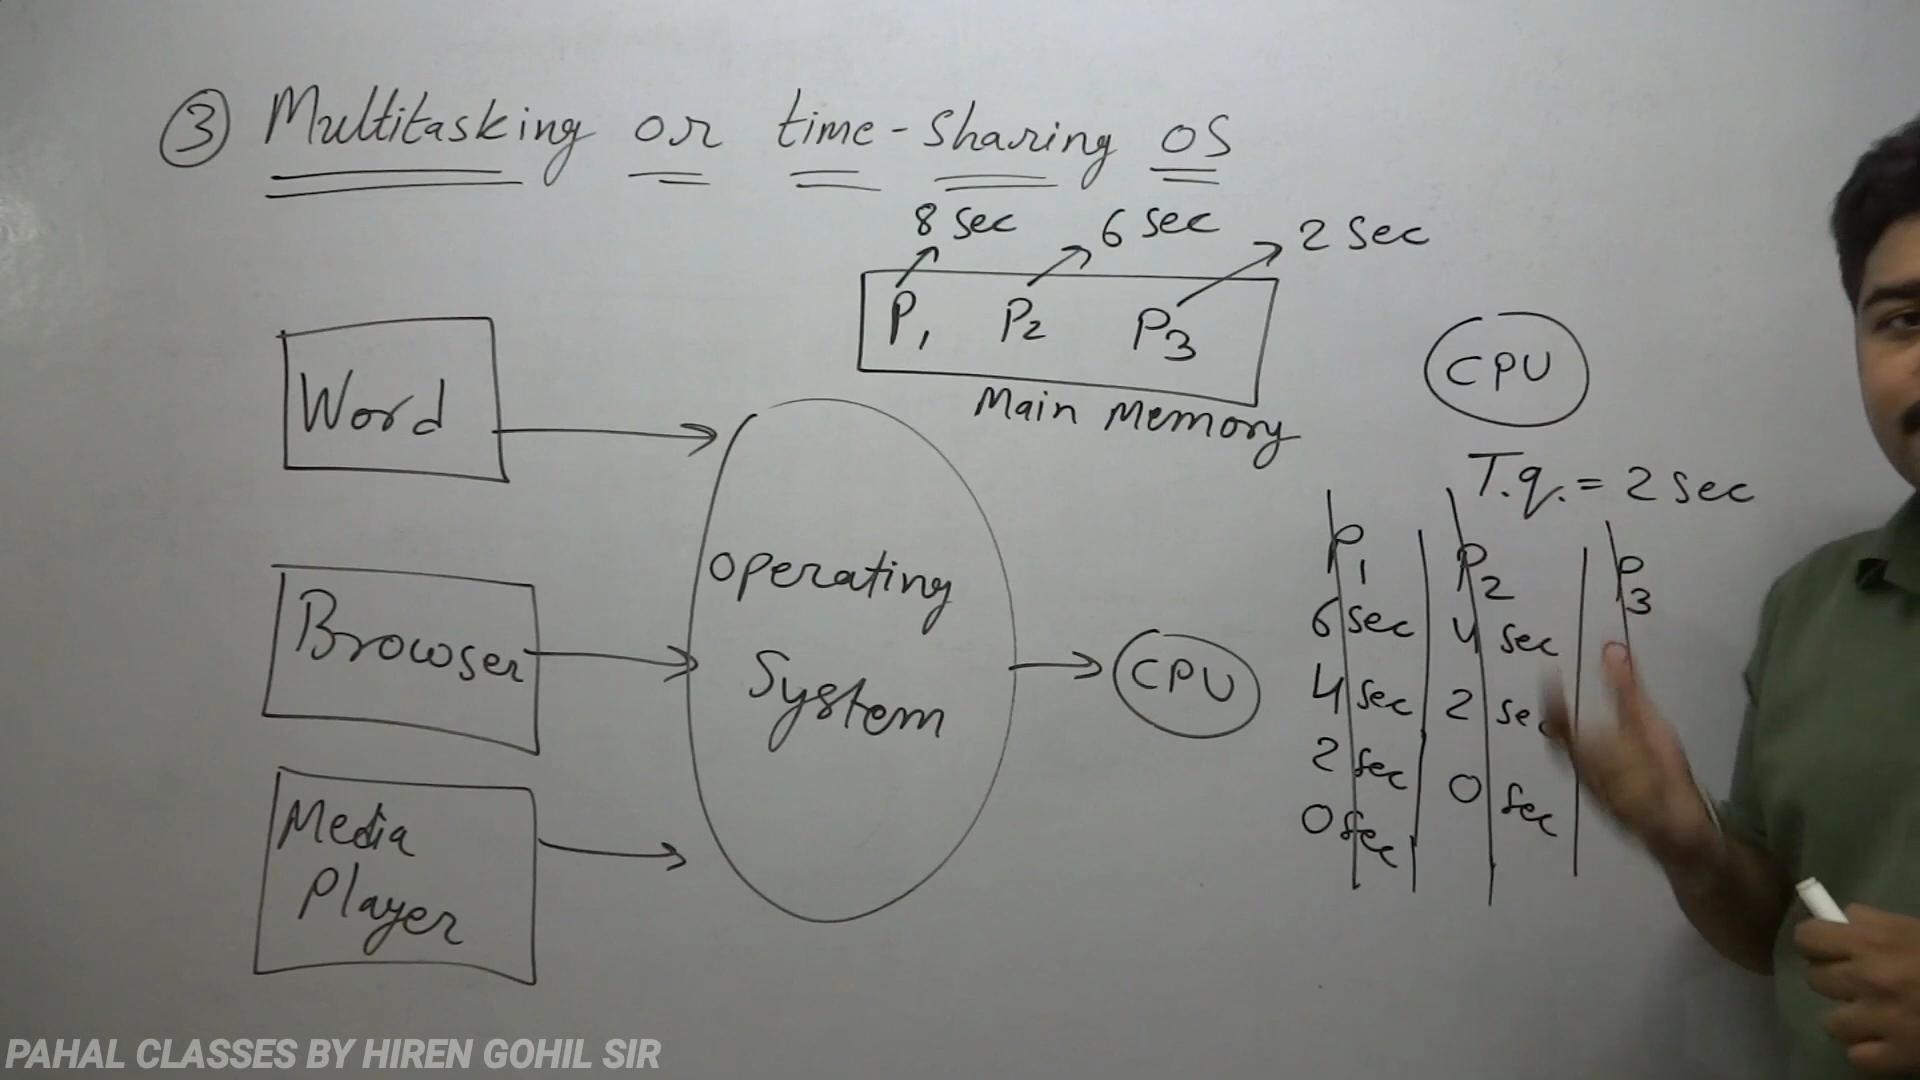 ③ Multitasking or time-sharing OS
8 sec 6 sec 2 sec
P1 P2 P3
Main Memory
CPU
T.q. = 2 sec
Word
Browser
Media
Player
Operating
System
CPU
P1 P2 P3
6 sec 4 sec
4 sec 2 sec
2 sec 0 sec
0 sec
PAHAL CLASSES BY HIREN GOHIL SIR